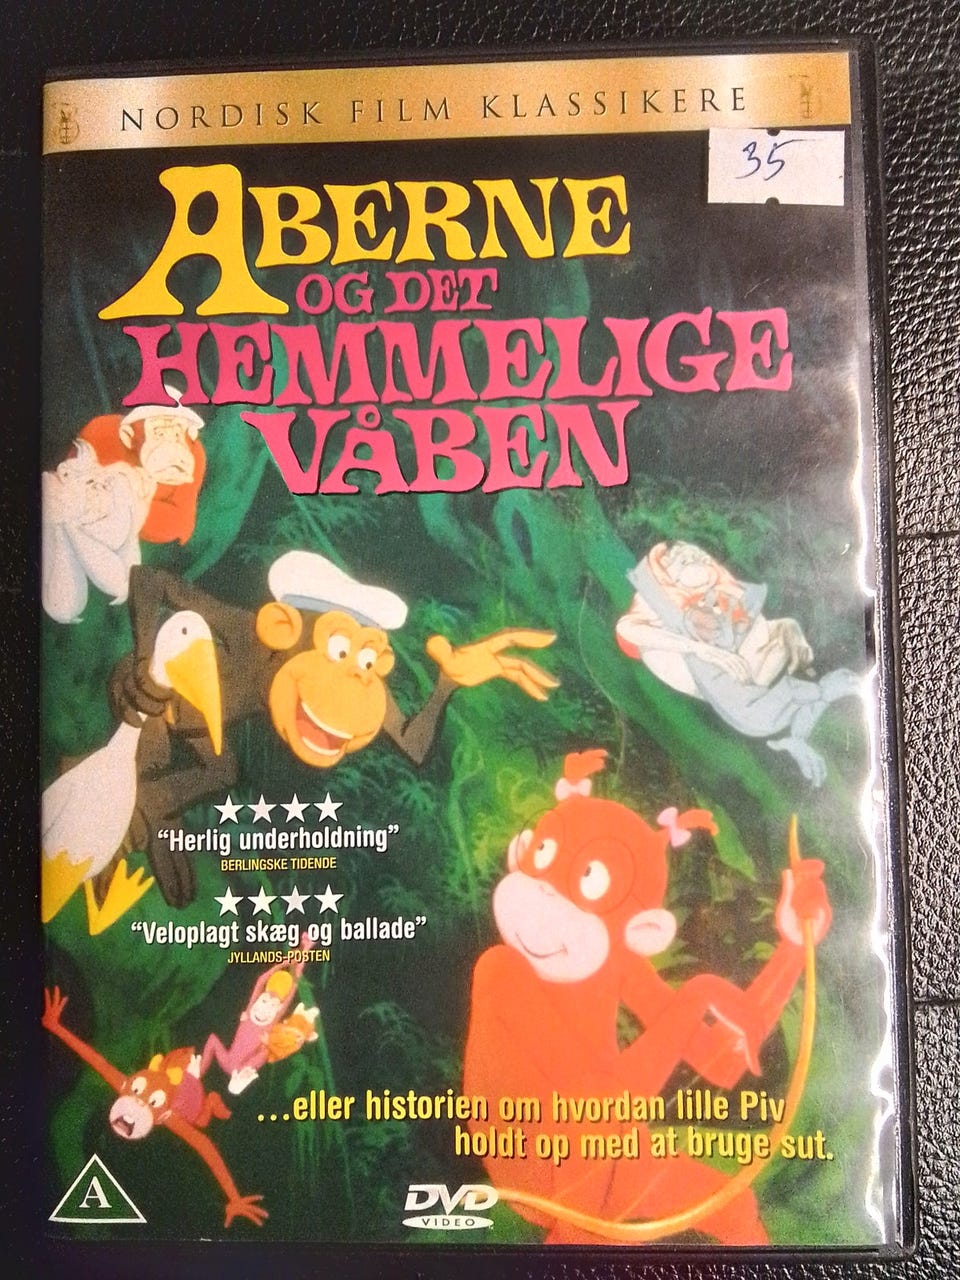 NORDISK FILM KLASSIKERE
35
ABERNE
OG DET
HEMMELIGE
VÅBEN
★★★★
“Herlig underholdning”
BERLINGSKE TIDENDE
★★★★
“Veloplagt skæg og ballade”
JYLLANDS-POSTEN
...eller historien om hvordan lille Piv
holdt op med at bruge sut.
A
DVD
VIDEO